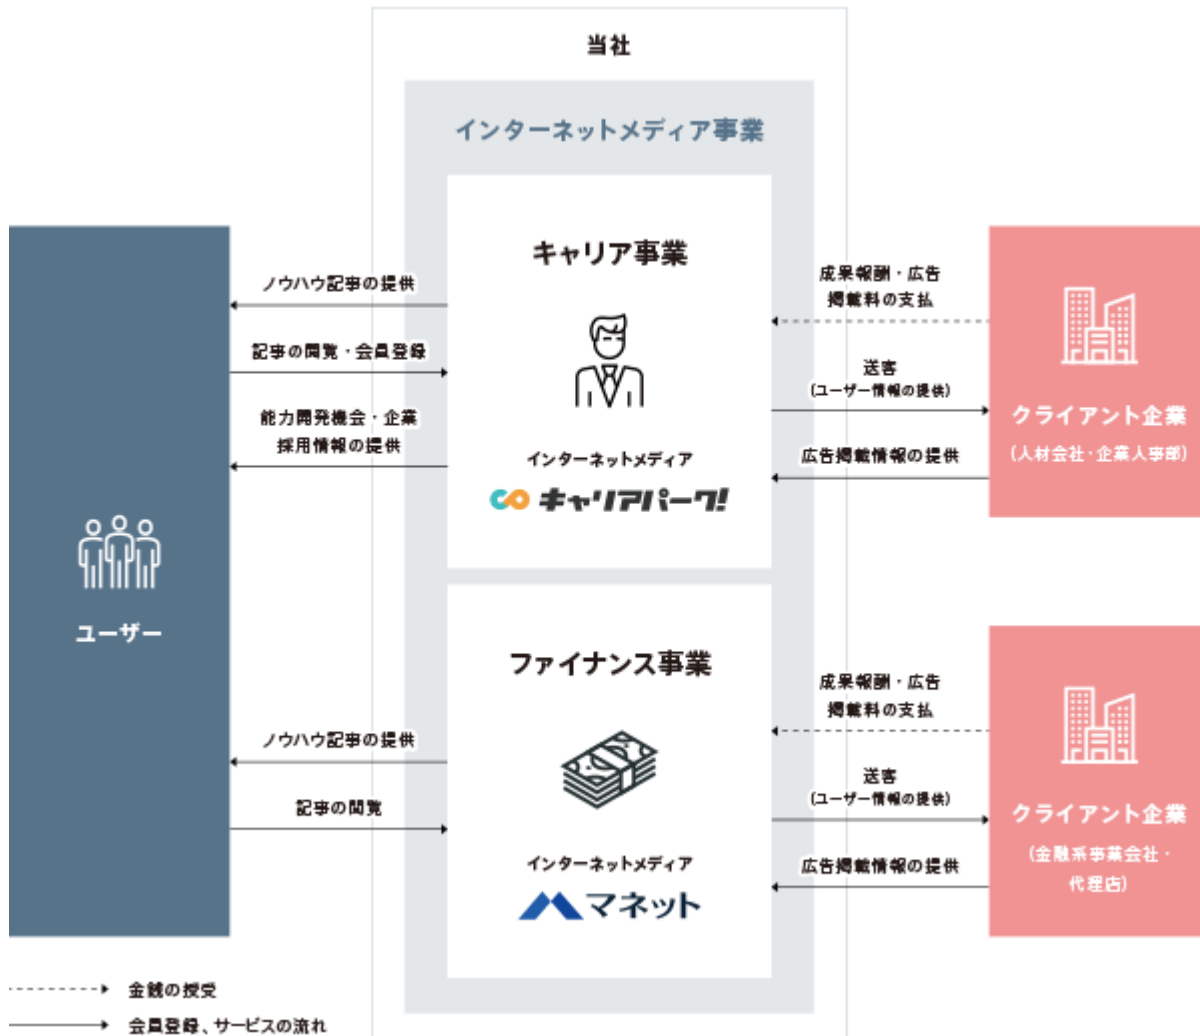 当社
インターネットメディア事業
キャリア事業
インターネットメディア
キャリアパーク!
ファイナンス事業
インターネットメディア
マネット
ユーザー
ノウハウ記事の提供
記事の閲覧・会員登録
能力開発機会・企業
採用情報の提供
ノウハウ記事の提供
記事の閲覧
成果報酬・広告
掲載料の支払
送客
(ユーザー情報の提供)
広告掲載情報の提供
クライアント企業
(人材会社・企業人事部)
成果報酬・広告
掲載料の支払
送客
(ユーザー情報の提供)
広告掲載情報の提供
クライアント企業
(金融系事業会社・
代理店)
金銭の授受
会員登録、サービスの流れ